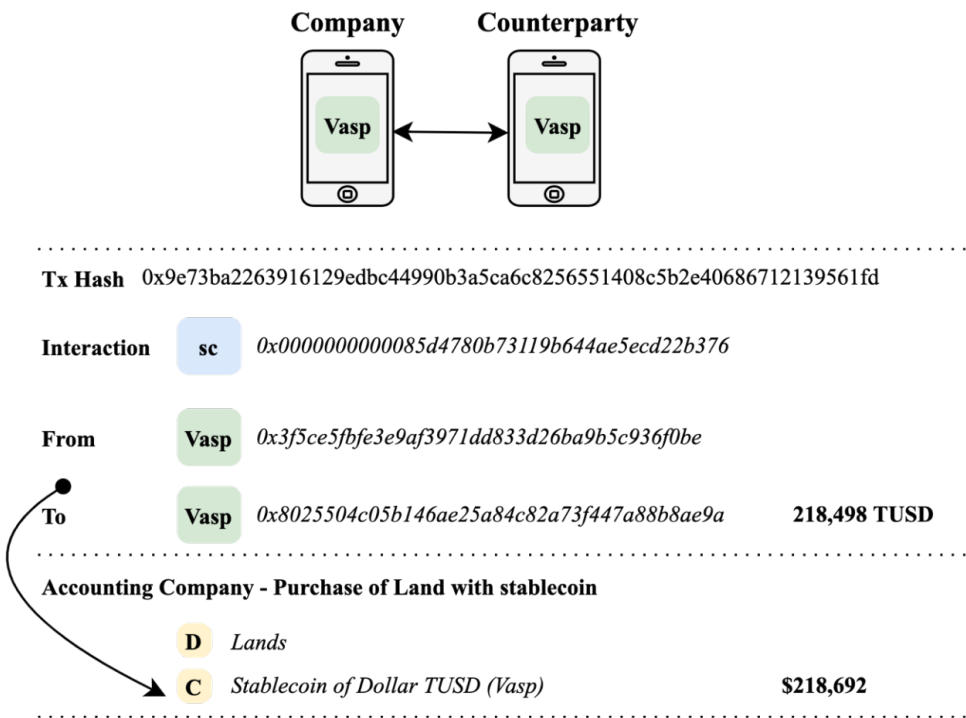 Company Counterparty
Vasp Vasp
Tx Hash 0x9e73ba2263916129edbc44990b3a5ca6c8256551408c5b2e40686712139561fd
Interaction sc 0x0000000000085d4780b73119b644ae5ecd22b376
From Vasp 0x3f5ce5fbfe3e9af3971dd833d26ba9b5c936f0be
To Vasp 0x8025504c05b146ae25a84c82a73f447a88b8ae9a 218,498 TUSD
Accounting Company - Purchase of Land with stablecoin
D Lands
C Stablecoin of Dollar TUSD (Vasp) $218,692